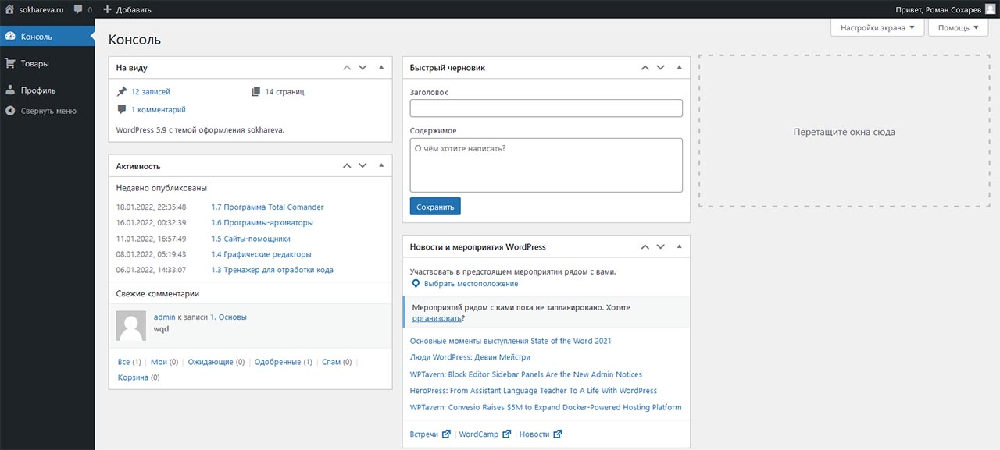 sokhareva.ru 0 Добавить Привет, Роман Сохарев
Консоль
Товары
Профиль
Свернуть меню
Настройки экрана ▼ Помощь ▼
Консоль
На виду
12 записей 14 страниц
1 комментарий
WordPress 5.9 с темой оформления sokhareva.
Активность
Недавно опубликованы
18.01.2022, 22:35:48 1.7 Программа Total Comander
16.01.2022, 00:32:39 1.6 Программы-архиваторы
11.01.2022, 16:57:49 1.5 Сайты-помощники
08.01.2022, 05:19:43 1.4 Графические редакторы
06.01.2022, 14:33:07 1.3 Тренажер для отработки кода
Свежие комментарии
admin к записи 1. Основы
wqd
Все (1) | Мои (0) | Ожидающие (0) | Одобренные (1) | Спам (0) |
Корзина (0)
Быстрый черновик
Заголовок
Содержимое
О чём хотите написать?
Сохранить
Новости и мероприятия WordPress
Участвовать в предстоящем мероприятии рядом с вами.
Выбрать местоположение
Мероприятий рядом с вами пока не запланировано. Хотите
организовать?
Основные моменты выступления State of the Word 2021
Люди WordPress: Девин Мейстри
WPTavern: Block Editor Sidebar Panels Are the New Admin Notices
HeroPress: From Assistant Language Teacher To A Life With WordPress
WPTavern: Convesio Raises $5M to Expand Docker-Powered Hosting Platform
Встречи | WordCamp | Новости
Перетащите окна сюда